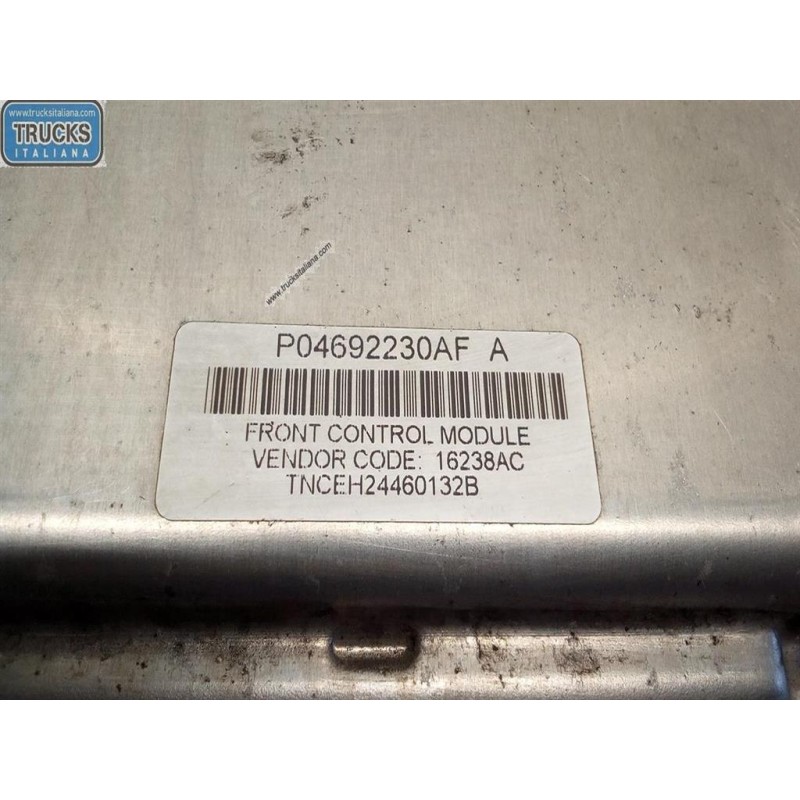 www.trucksitaliana.com
TRUCKS
ITALIANA
www.trucksitaliana.com
P04692230AF A
FRONT CONTROL MODULE
VENDOR CODE: 16238AC
TNCEH24460132B